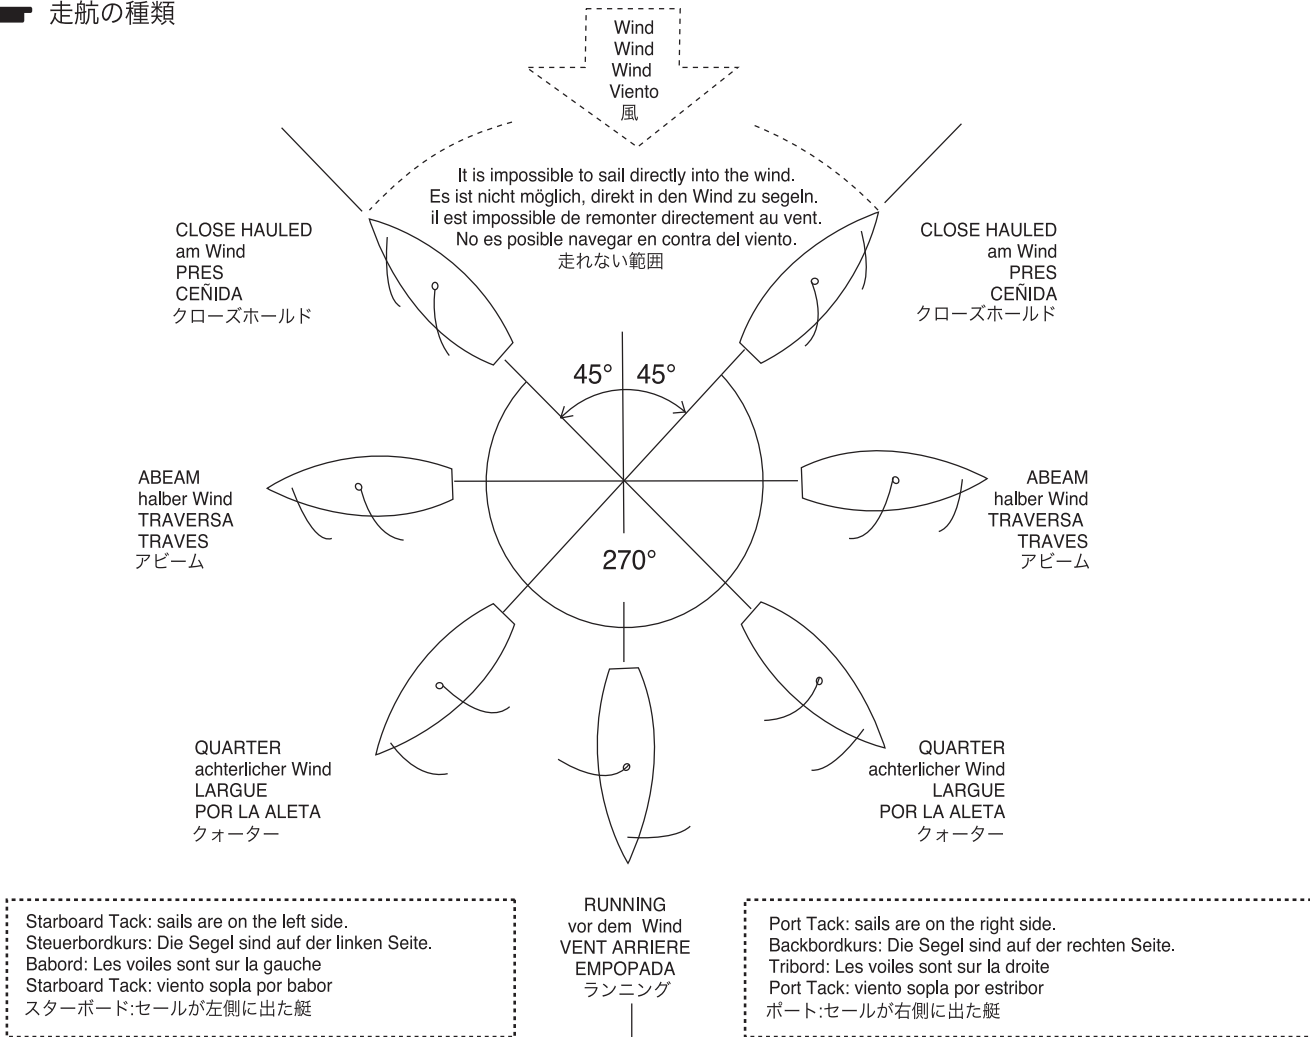 走航の種類
Wind
Wind
Wind
Viento
風
It is impossible to sail directly into the wind.
Es ist nicht möglich, direkt in den Wind zu segeln.
il est impossible de remonter directement au vent.
No es posible navegar en contra del viento.
走れない範囲
CLOSE HAULED
am Wind
PRES
CEÑIDA
クローズホールド
CLOSE HAULED
am Wind
PRES
CEÑIDA
クローズホールド
45° 45°
ABEAM
halber Wind
TRAVERSA
TRAVES
アビーム
ABEAM
halber Wind
TRAVERSA
TRAVES
アビーム
270°
QUARTER
achterlicher Wind
LARGUE
POR LA ALETA
クォーター
QUARTER
achterlicher Wind
LARGUE
POR LA ALETA
クォーター
RUNNING
vor dem Wind
VENT ARRIERE
EMPOPADA
ランニング
Starboard Tack: sails are on the left side.
Steuerbordkurs: Die Segel sind auf der linken Seite.
Babord: Les voiles sont sur la gauche
Starboard Tack: viento sopla por babor
スターボード:セールが左側に出た艇
Port Tack: sails are on the right side.
Backbordkurs: Die Segel sind auf der rechten Seite.
Tribord: Les voiles sont sur la droite
Port Tack: viento sopla por estribor
ポート:セールが右側に出た艇